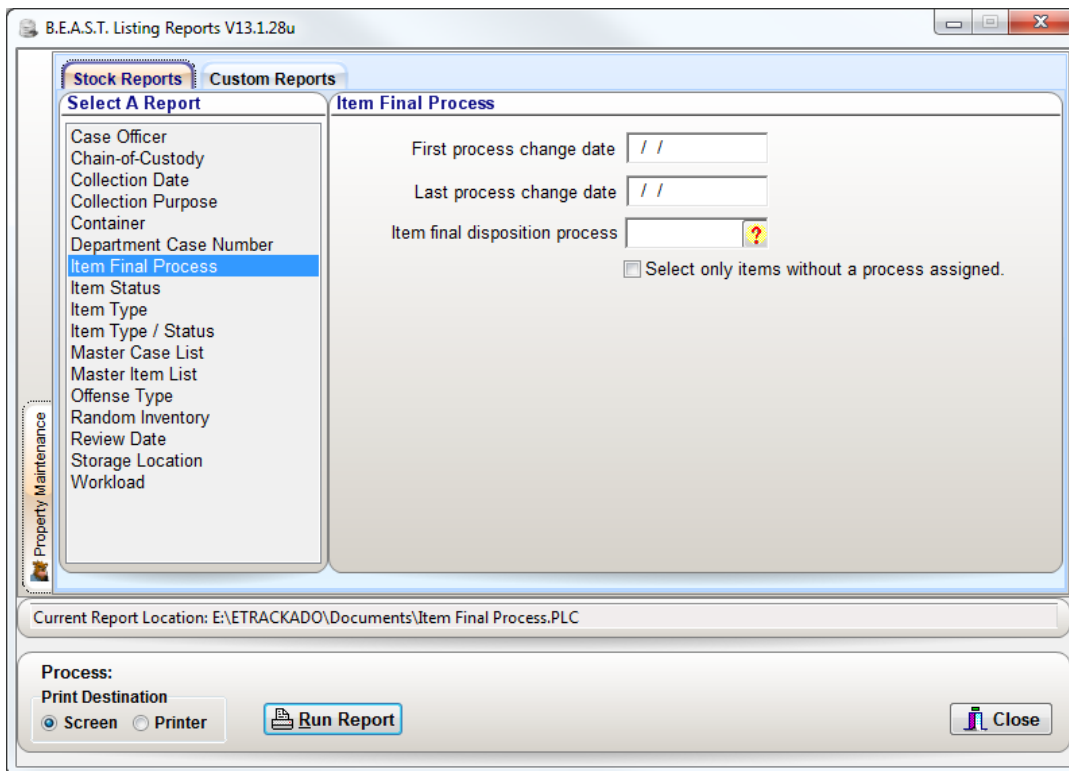 B.E.A.S.T. Listing Reports V13.1.28u
Stock Reports
Custom Reports
Select A Report
Case Officer
Chain-of-Custody
Collection Date
Collection Purpose
Container
Department Case Number
Item Final Process
Item Status
Item Type
Item Type / Status
Master Case List
Master Item List
Offense Type
Random Inventory
Review Date
Storage Location
Workload
Item Final Process
First process change date / /
Last process change date / /
Item final disposition process ?
Select only items without a process assigned.
Property Maintenance
Current Report Location: E:\ETRACKADO\Documents\Item Final Process.PLC
Process:
Print Destination
Screen Printer
Run Report
Close